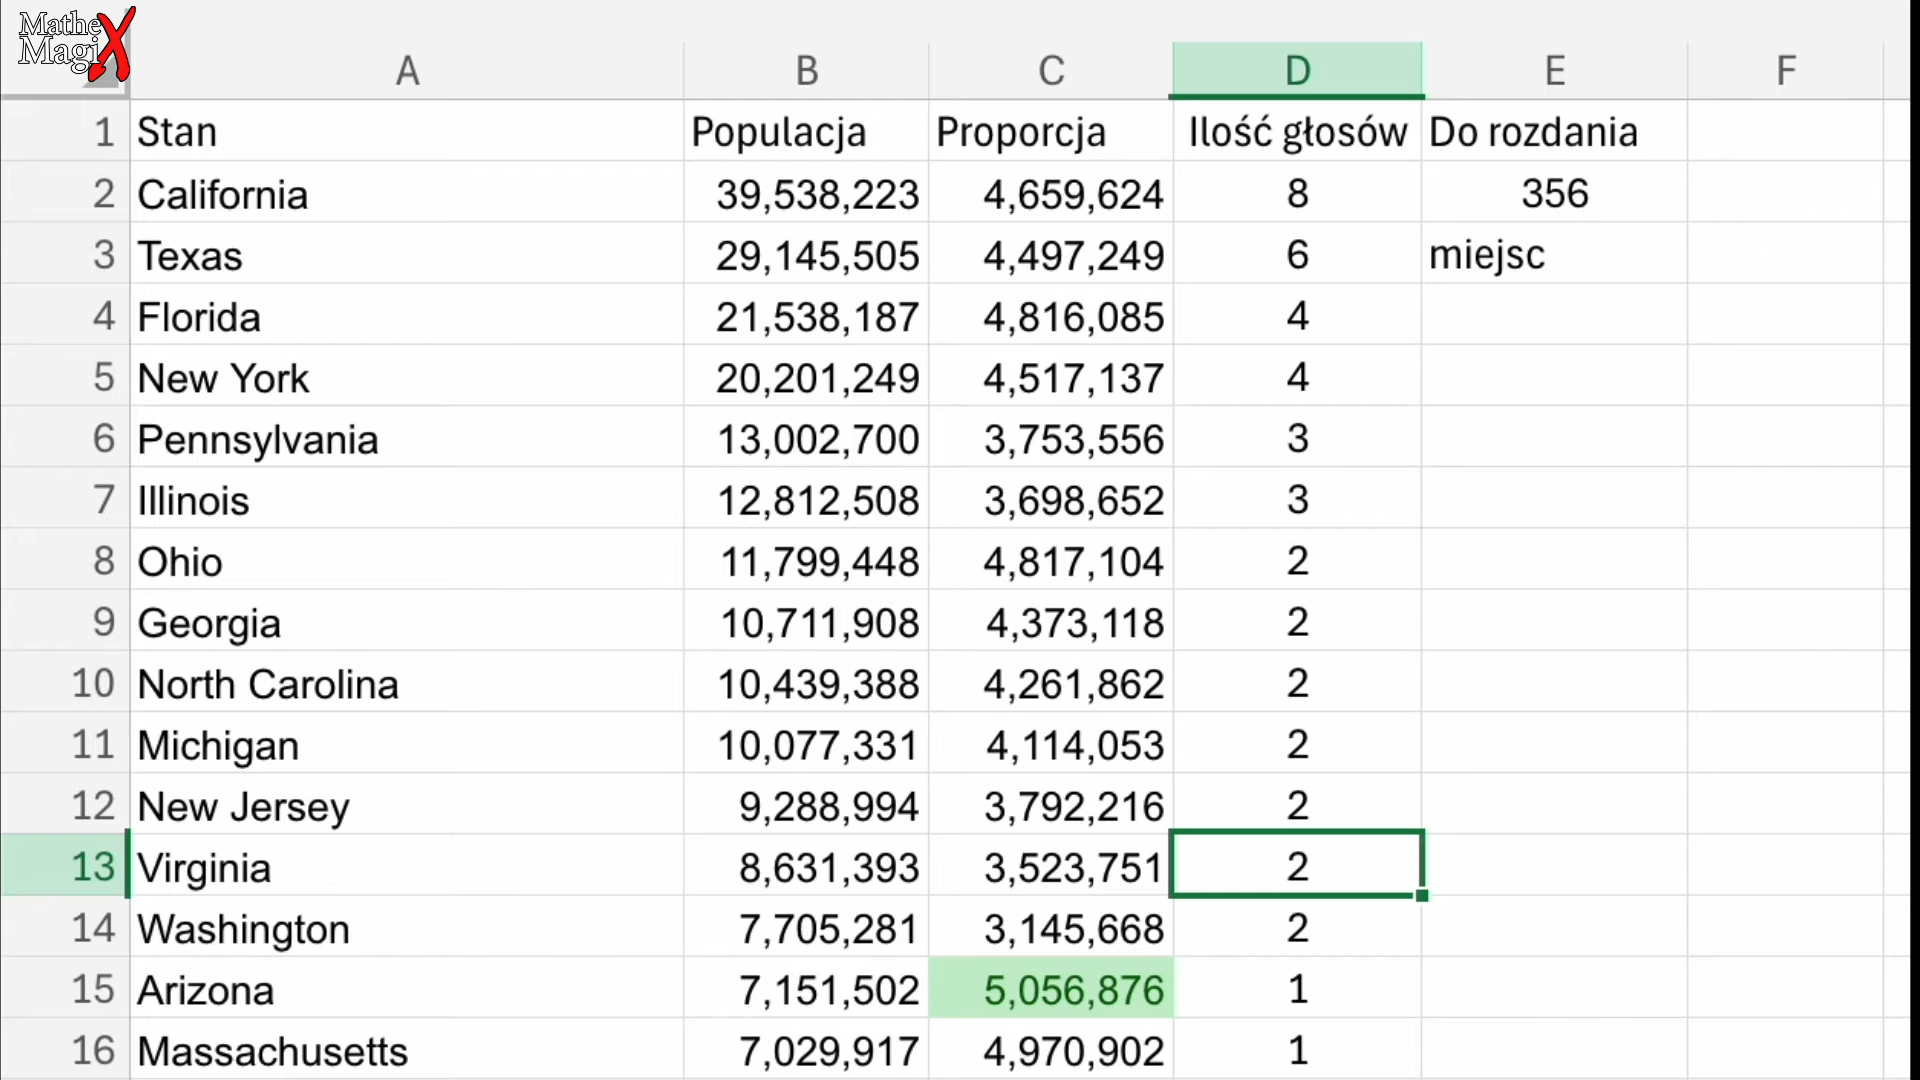 Mathe
MagiX
A B C D E F
1 Stan Populacja Proporcja Ilość głosów Do rozdania
2 California 39,538,223 4,659,624 8 356
3 Texas 29,145,505 4,497,249 6 miejsc
4 Florida 21,538,187 4,816,085 4
5 New York 20,201,249 4,517,137 4
6 Pennsylvania 13,002,700 3,753,556 3
7 Illinois 12,812,508 3,698,652 3
8 Ohio 11,799,448 4,817,104 2
9 Georgia 10,711,908 4,373,118 2
10 North Carolina 10,439,388 4,261,862 2
11 Michigan 10,077,331 4,114,053 2
12 New Jersey 9,288,994 3,792,216 2
13 Virginia 8,631,393 3,523,751 2
14 Washington 7,705,281 3,145,668 2
15 Arizona 7,151,502 5,056,876 1
16 Massachusetts 7,029,917 4,970,902 1